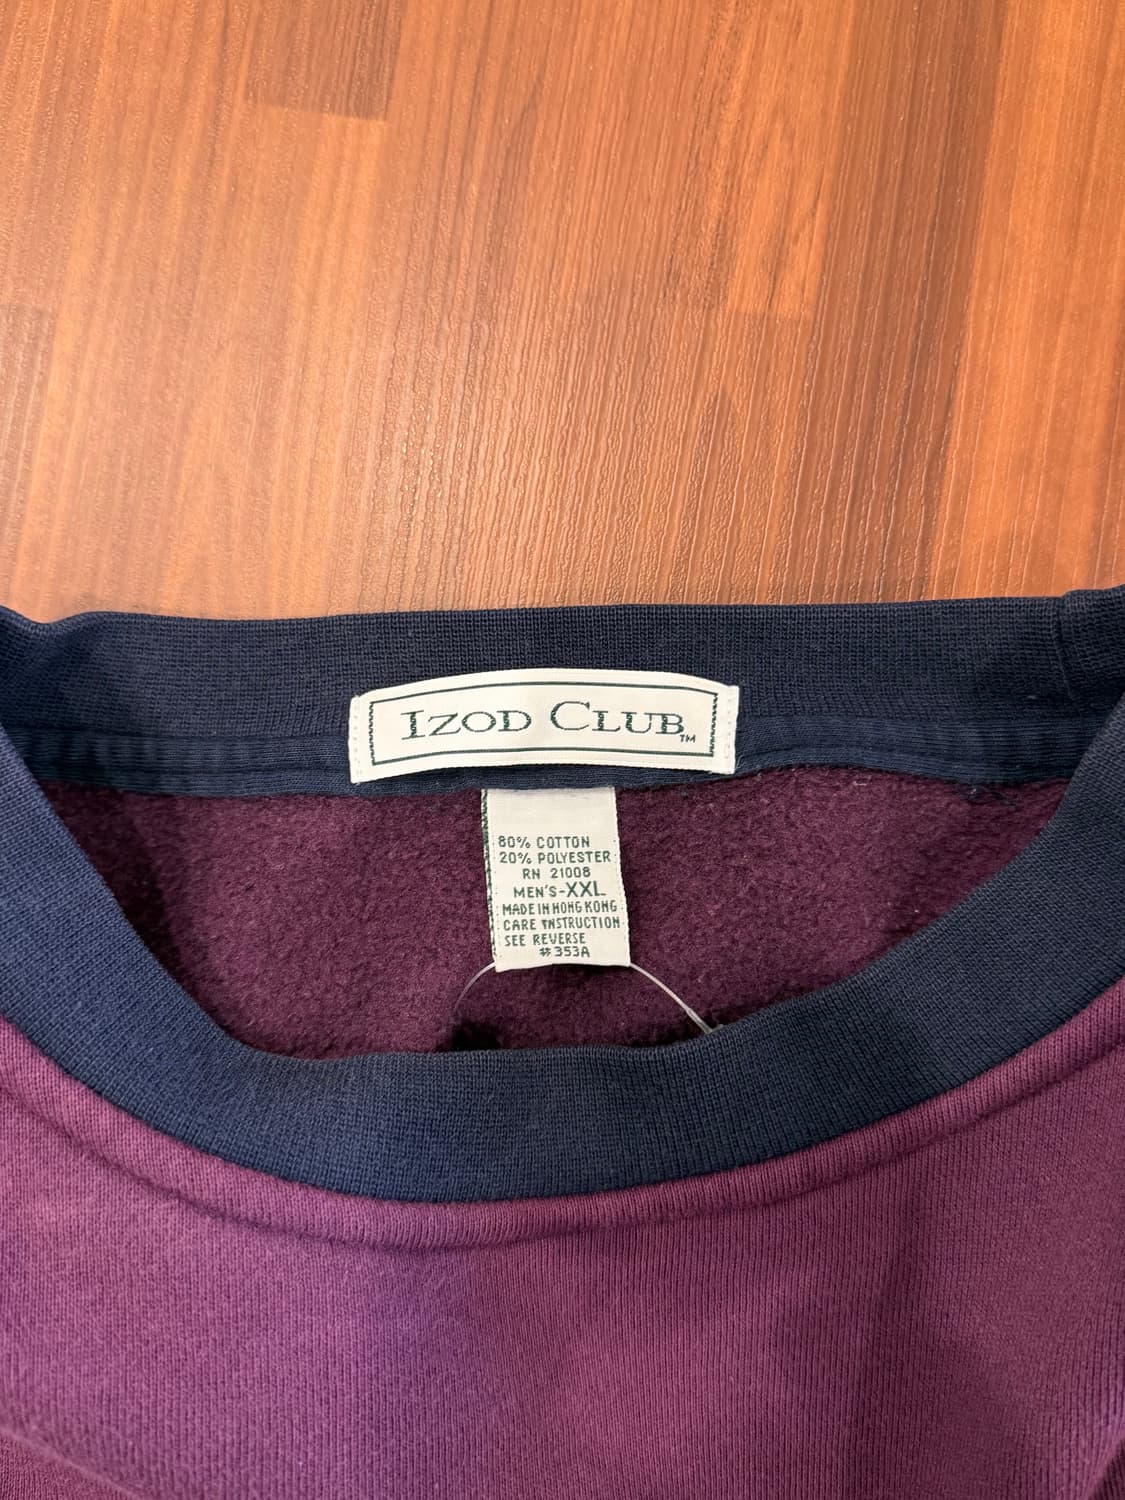 IZOD CLUB™
80% COTTON
20% POLYESTER
RN 21008
MEN'S-XXL
MADE IN HONG KONG
CARE INSTRUCTION
SEE REVERSE
#353A